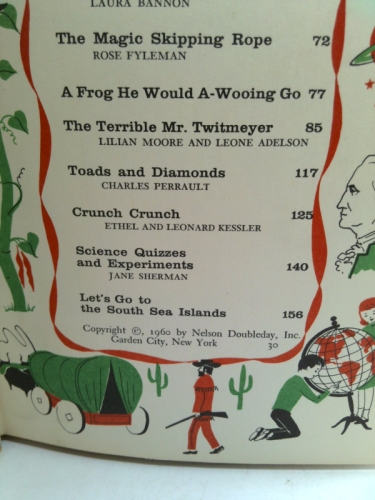 LAURA BANNON
The Magic Skipping Rope 72
ROSE FYLEMAN
A Frog He Would A-Wooing Go 77
The Terrible Mr. Twitmeyer 85
LILIAN MOORE AND LEONE ADELSON
Toads and Diamonds 117
CHARLES PERRAULT
Crunch Crunch 125
ETHEL AND LEONARD KESSLER
Science Quizzes
and Experiments 140
JANE SHERMAN
Let's Go to
the South Sea Islands 156
Copyright ℗, 1960 by Nelson Doubleday, Inc.
Garden City, New York 30